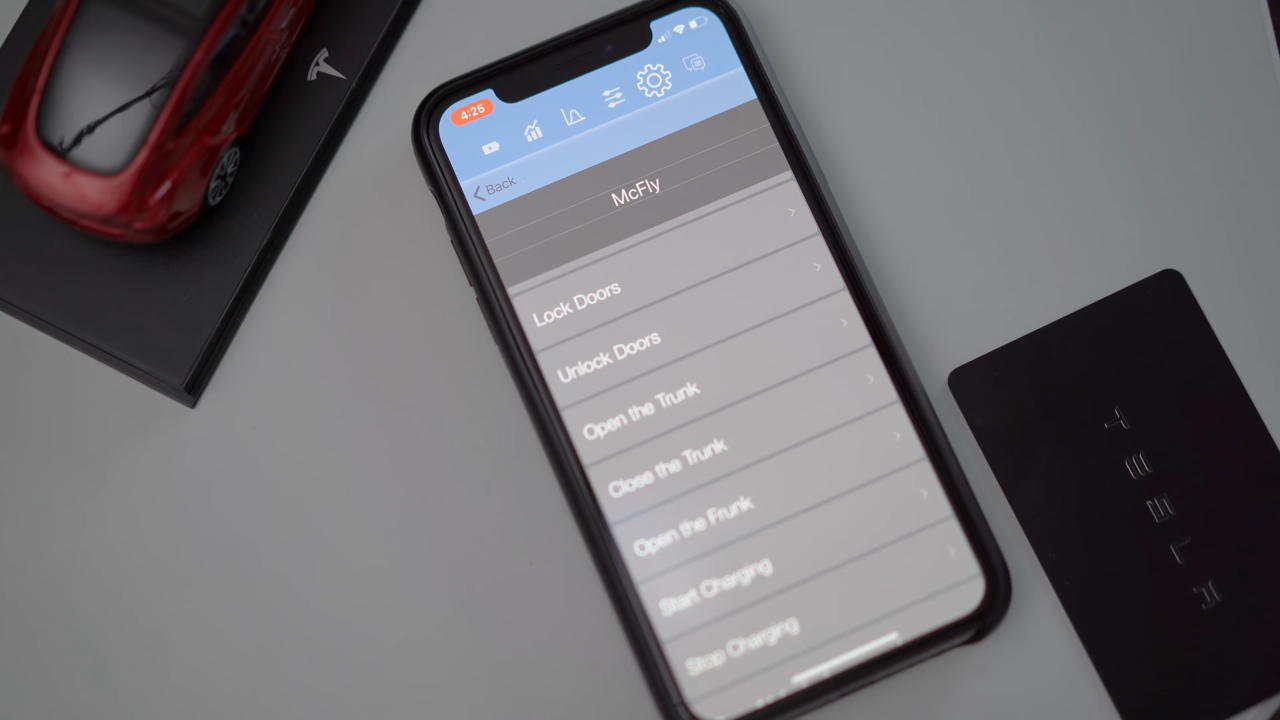 4:25
Back
McFly
Lock Doors
Unlock Doors
Open the Trunk
Close the Trunk
Open the Frunk
Start Charging
Stop Charging
TESLA